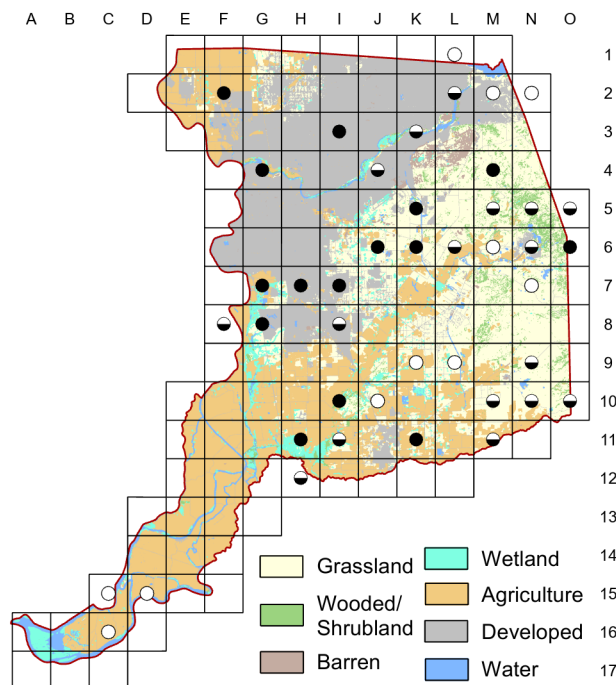 A B C D E F G H I J K L M N O
1
2
3
4
5
6
7
8
9
10
11
12
13
14
15
16
17
Grassland
Wooded/
Shrubland
Barren
Wetland
Agriculture
Developed
Water